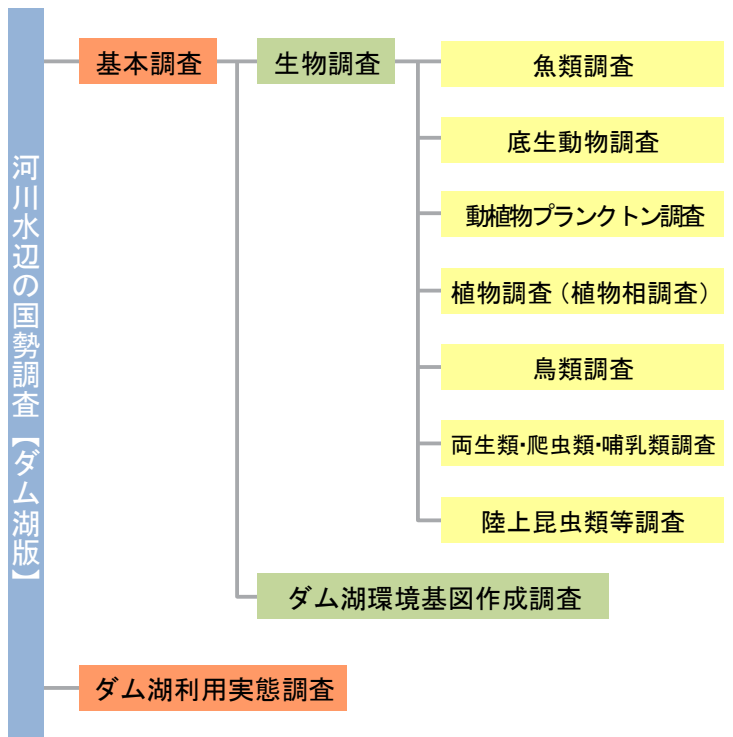 河川水辺の国勢調査【ダム湖版】
基本調査
生物調査
魚類調査
底生動物調査
動植物プランクトン調査
植物調査（植物相調査）
鳥類調査
両生類・爬虫類・哺乳類調査
陸上昆虫類等調査
ダム湖環境基図作成調査
ダム湖利用実態調査